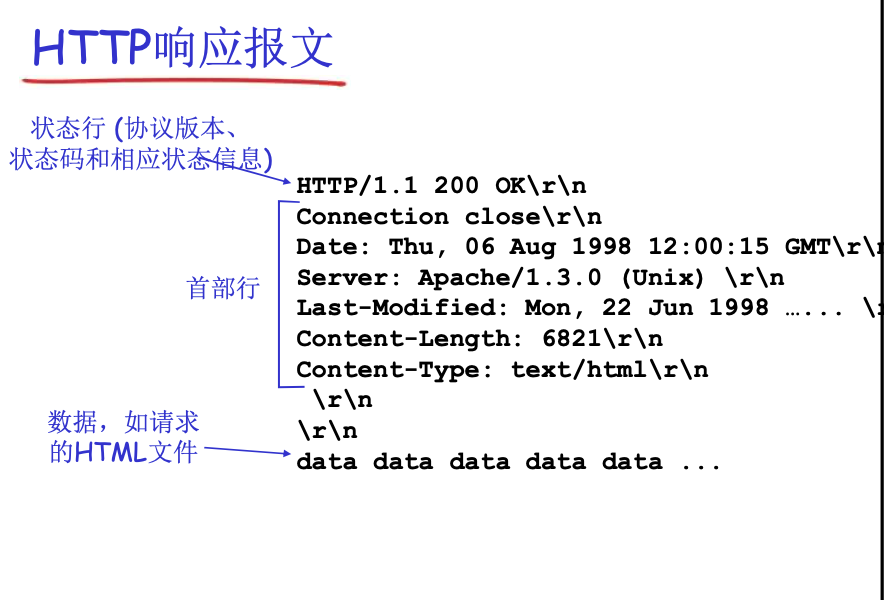 HTTP响应报文
状态行 (协议版本、
状态码和相应状态信息)
HTTP/1.1 200 OK\r\n
Connection close\r\n
Date: Thu, 06 Aug 1998 12:00:15 GMT\r\n
Server: Apache/1.3.0 (Unix) \r\n
首部行
Last-Modified: Mon, 22 Jun 1998 …... \r
Content-Length: 6821\r\n
Content-Type: text/html\r\n
\r\n
\r\n
数据，如请求
的HTML文件
data data data data data ...